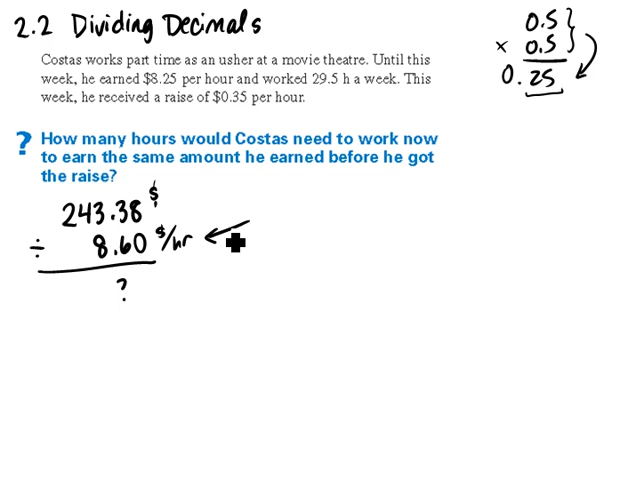 2.2 Dividing Decimals
Costas works part time as an usher at a movie theatre. Until this
week, he earned $8.25 per hour and worked 29.5 h a week. This
week, he received a raise of $0.35 per hour.
? How many hours would Costas need to work now
to earn the same amount he earned before he got
the raise?
243.38 $
÷ 8.60 $/hr
?
0.5
× 0.5
0.25